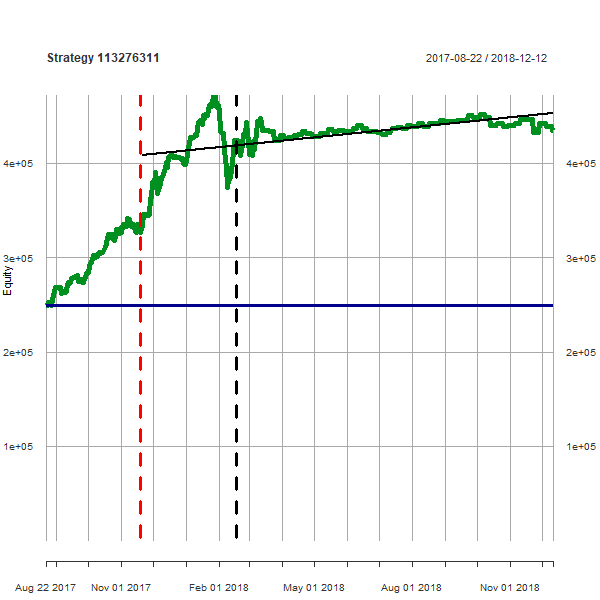 Strategy 113276311
2017-08-22 / 2018-12-12
4e+05
4e+05
3e+05
3e+05
Equity
2e+05
2e+05
1e+05
1e+05
Aug 22 2017
Nov 01 2017
Feb 01 2018
May 01 2018
Aug 01 2018
Nov 01 2018